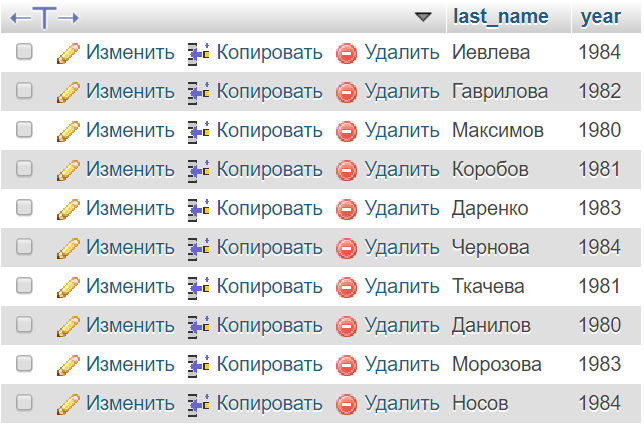 last_name year
Изменить Копировать Удалить Иевлева 1984
Изменить Копировать Удалить Гаврилова 1982
Изменить Копировать Удалить Максимов 1980
Изменить Копировать Удалить Коробов 1981
Изменить Копировать Удалить Даренко 1983
Изменить Копировать Удалить Чернова 1984
Изменить Копировать Удалить Ткачева 1981
Изменить Копировать Удалить Данилов 1980
Изменить Копировать Удалить Морозова 1983
Изменить Копировать Удалить Носов 1984